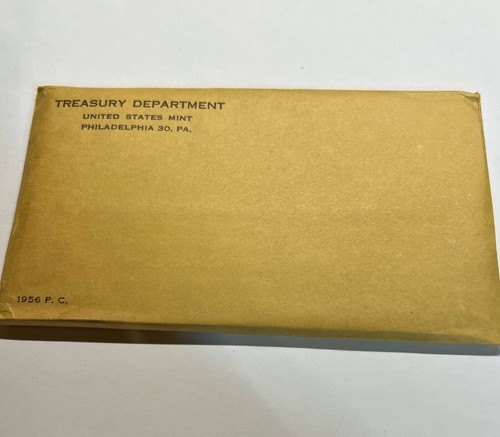 TREASURY DEPARTMENT
UNITED STATES MINT
PHILADELPHIA 30, PA.
1956 P. C.